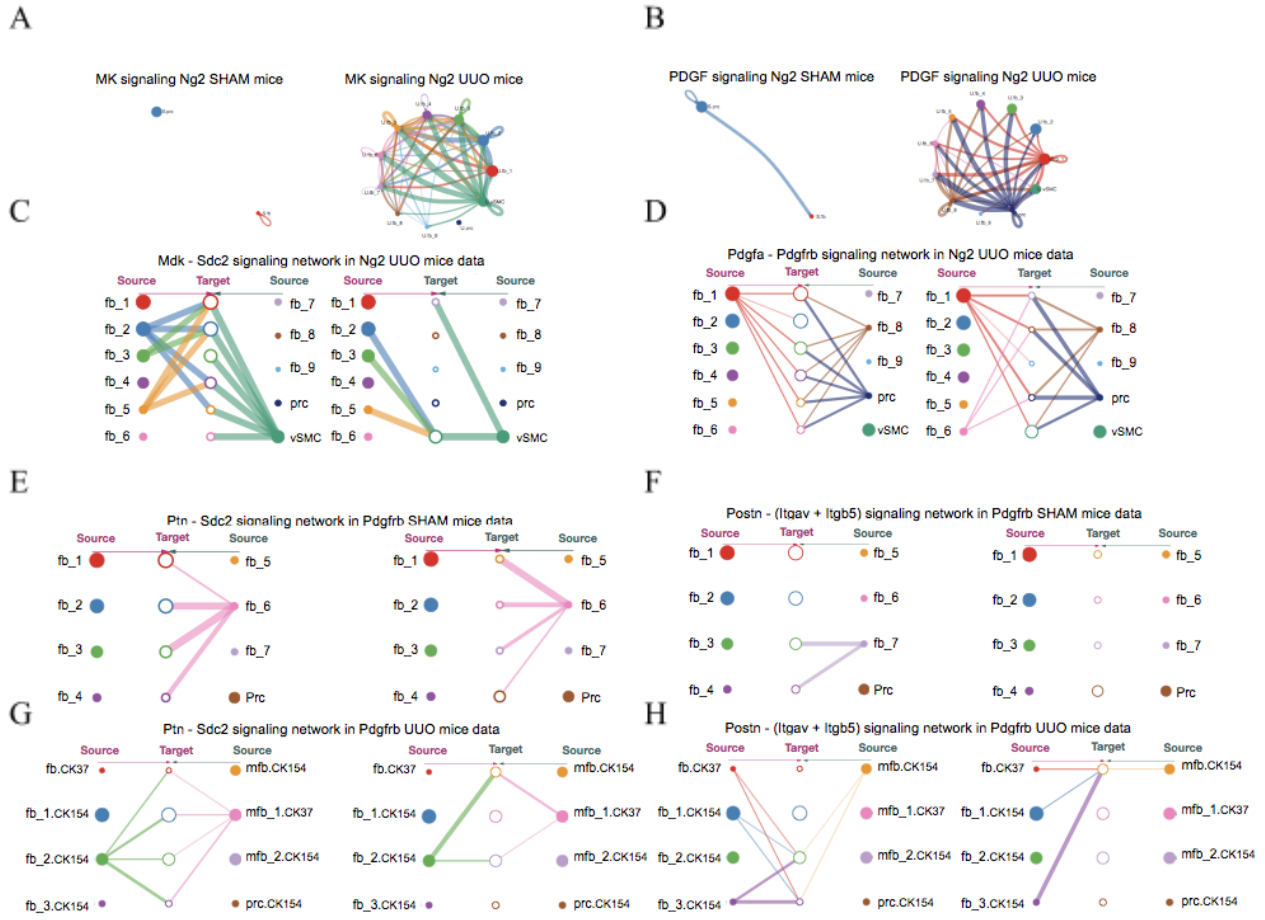 A
B
MK signaling Ng2 SHAM mice
MK signaling Ng2 UUO mice
PDGF signaling Ng2 SHAM mice
PDGF signaling Ng2 UUO mice
C
D
Mdk - Sdc2 signaling network in Ng2 UUO mice data
Source Target Source
fb_1
fb_2
fb_3
fb_4
fb_5
fb_6
fb_7
fb_8
fb_9
prc
vSMC
Source Target Source
fb_1
fb_2
fb_3
fb_4
fb_5
fb_6
fb_7
fb_8
fb_9
prc
vSMC
Pdgfa - Pdgfrb signaling network in Ng2 UUO mice data
Source Target Source
fb_1
fb_2
fb_3
fb_4
fb_5
fb_6
fb_7
fb_8
fb_9
prc
vSMC
Source Target Source
fb_1
fb_2
fb_3
fb_4
fb_5
fb_6
fb_7
fb_8
fb_9
prc
vSMC
E
F
Ptn - Sdc2 signaling network in Pdgfrb SHAM mice data
Source Target Source
fb_1
fb_2
fb_3
fb_4
fb_5
fb_6
fb_7
Prc
Source Target Source
fb_1
fb_2
fb_3
fb_4
fb_5
fb_6
fb_7
Prc
Postn - (Itgav + Itgb5) signaling network in Pdgfrb SHAM mice data
Source Target Source
fb_1
fb_2
fb_3
fb_4
fb_5
fb_6
fb_7
Prc
Source Target Source
fb_1
fb_2
fb_3
fb_4
fb_5
fb_6
fb_7
Prc
G
H
Ptn - Sdc2 signaling network in Pdgfrb UUO mice data
Source Target Source
fb.CK37
fb_1.CK154
fb_2.CK154
fb_3.CK154
mfb.CK154
mfb_1.CK37
mfb_2.CK154
prc.CK154
Source Target Source
fb.CK37
fb_1.CK154
fb_2.CK154
fb_3.CK154
mfb.CK154
mfb_1.CK37
mfb_2.CK154
prc.CK154
Postn - (Itgav + Itgb5) signaling network in Pdgfrb UUO mice data
Source Target Source
fb.CK37
fb_1.CK154
fb_2.CK154
fb_3.CK154
mfb.CK154
mfb_1.CK37
mfb_2.CK154
prc.CK154
Source Target Source
fb.CK37
fb_1.CK154
fb_2.CK154
fb_3.CK154
mfb.CK154
mfb_1.CK37
mfb_2.CK154
prc.CK154